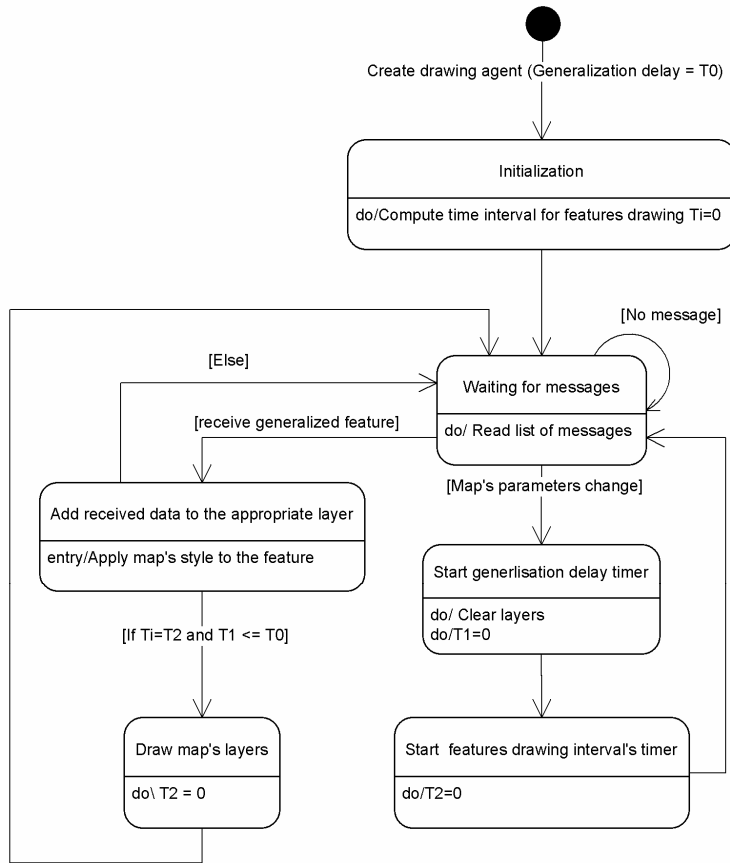 Create drawing agent (Generalization delay = T0)
Initialization
do/Compute time interval for features drawing Ti=0
[No message]
[Else]
Waiting for messages
do/ Read list of messages
[receive generalized feature]
[Map's parameters change]
Add received data to the appropriate layer
entry/Apply map's style to the feature
Start generlisation delay timer
do/ Clear layers
do/T1=0
[If Ti=T2 and T1 <= T0]
Draw map's layers
do\ T2 = 0
Start  features drawing interval's timer
do/T2=0